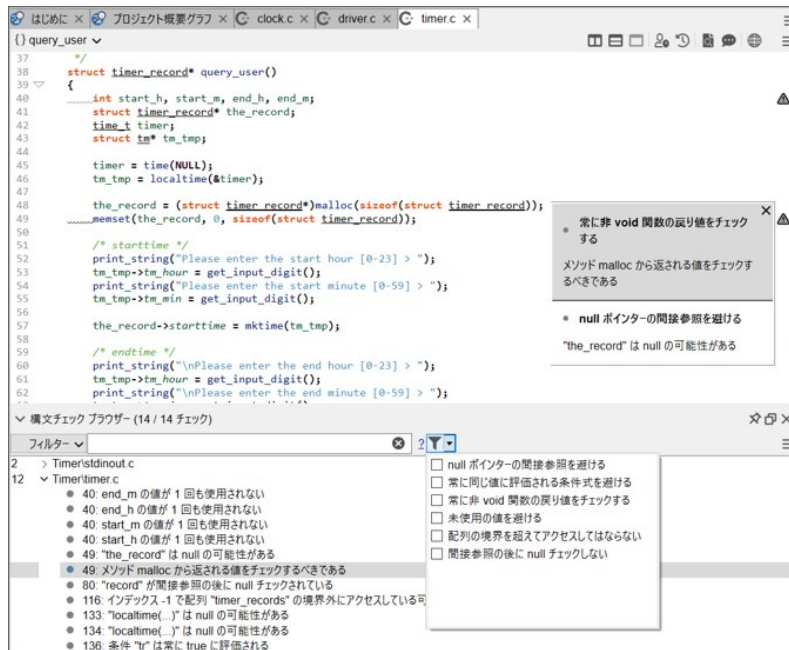 はじめに × プロジェクト概要グラフ × clock.c × driver.c × timer.c ×
{} query_user
37 */
38 struct timer_record* query_user()
39 {
40 int start_h, start_m, end_h, end_m;
41 struct timer_record* the_record;
42 time_t timer;
43 struct tm* tm_tmp;
44
45 timer = time(NULL);
46 tm_tmp = localtime(&timer);
47
48 the_record = (struct timer_record*)malloc(sizeof(struct timer_record));
49 memset(the_record, 0, sizeof(struct timer_record));
50
51 /* starttime */
52 print_string("Please enter the start hour [0-23] > ");
53 tm_tmp->tm_hour = get_input_digit();
54 print_string("Please enter the start minute [0-59] > ");
55 tm_tmp->tm_min = get_input_digit();
56
57 the_record->starttime = mktime(tm_tmp);
58
59 /* endtime */
60 print_string("\nPlease enter the end hour [0-23] > ");
61 tm_tmp->tm_hour = get_input_digit();
62 print_string("\nPlease enter the end minute [0-59] > ");
常に非 void 関数の戻り値をチェック
する
メソッド malloc から返される値をチェックす
るべきである
null ポインターの間接参照を避ける
"the_record" は null の可能性がある
構文チェック ブラウザー (14 / 14 チェック)
フィルター ?
2 Timer\stdinout.c
12 Timer\timer.c
40: end_m の値が 1 回も使用されない
40: end_h の値が 1 回も使用されない
40: start_m の値が 1 回も使用されない
40: start_h の値が 1 回も使用されない
49: "the_record" は null の可能性がある
49: メソッド malloc から返される値をチェックするべきである
80: "record" が間接参照の後に null チェックされている
116: インデックス -1 で配列 "timer_records" の境界外にアクセスしている可
133: "localtime(...)" は null の可能性がある
134: "localtime(...)" は null の可能性がある
136: 条件 "tr" は常に true に評価される
null ポインターの間接参照を避ける
常に同じ値に評価される条件式を避ける
常に非 void 関数の戻り値をチェックする
未使用の値を避ける
配列の境界を超えてアクセスしてはならない
間接参照の後に null チェックしない